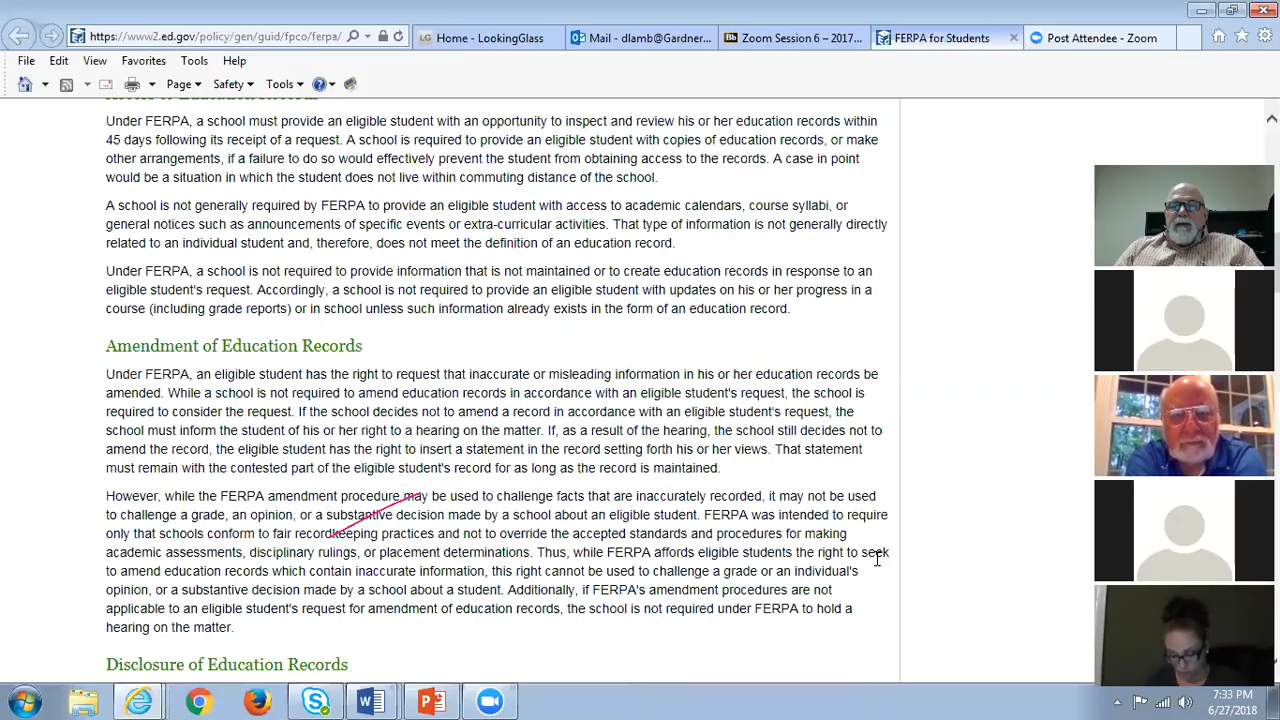 https://www2.ed.gov/policy/gen/guid/fpco/ferpa/
LG Home - LookingGlass
Mail - dlamb@Gardner...
Bb Zoom Session 6 – 2017...
FERPA for Students
Post Attendee - Zoom
File Edit View Favorites Tools Help
Page Safety Tools
Under FERPA, a school must provide an eligible student with an opportunity to inspect and review his or her education records within
45 days following its receipt of a request. A school is required to provide an eligible student with copies of education records, or make
other arrangements, if a failure to do so would effectively prevent the student from obtaining access to the records. A case in point
would be a situation in which the student does not live within commuting distance of the school.
A school is not generally required by FERPA to provide an eligible student with access to academic calendars, course syllabi, or
general notices such as announcements of specific events or extra-curricular activities. That type of information is not generally directly
related to an individual student and, therefore, does not meet the definition of an education record.
Under FERPA, a school is not required to provide information that is not maintained or to create education records in response to an
eligible student's request. Accordingly, a school is not required to provide an eligible student with updates on his or her progress in a
course (including grade reports) or in school unless such information already exists in the form of an education record.
Amendment of Education Records
Under FERPA, an eligible student has the right to request that inaccurate or misleading information in his or her education records be
amended. While a school is not required to amend education records in accordance with an eligible student's request, the school is
required to consider the request. If the school decides not to amend a record in accordance with an eligible student's request, the
school must inform the student of his or her right to a hearing on the matter. If, as a result of the hearing, the school still decides not to
amend the record, the eligible student has the right to insert a statement in the record setting forth his or her views. That statement
must remain with the contested part of the eligible student's record for as long as the record is maintained.
However, while the FERPA amendment procedure may be used to challenge facts that are inaccurately recorded, it may not be used
to challenge a grade, an opinion, or a substantive decision made by a school about an eligible student. FERPA was intended to require
only that schools conform to fair recordkeeping practices and not to override the accepted standards and procedures for making
academic assessments, disciplinary rulings, or placement determinations. Thus, while FERPA affords eligible students the right to seek
to amend education records which contain inaccurate information, this right cannot be used to challenge a grade or an individual's
opinion, or a substantive decision made by a school about a student. Additionally, if FERPA's amendment procedures are not
applicable to an eligible student's request for amendment of education records, the school is not required under FERPA to hold a
hearing on the matter.
Disclosure of Education Records
7:33 PM
6/27/2018